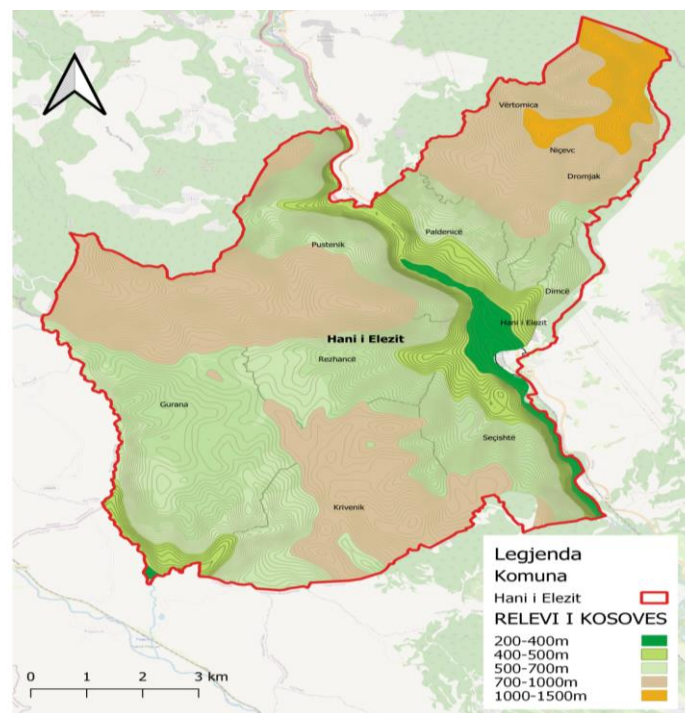 Vërtomica
Niçevc
Dromjak
Paldenicë
Pustenik
Dimcë
Hani i Elezit
Hani i Elezit
Rezhancë
Gurana
Seçishtë
Krivenik
Legjenda
Komuna
Hani i Elezit
RELEVI I KOSOVES
200-400m
400-500m
500-700m
700-1000m
1000-1500m
0 1 2 3 km